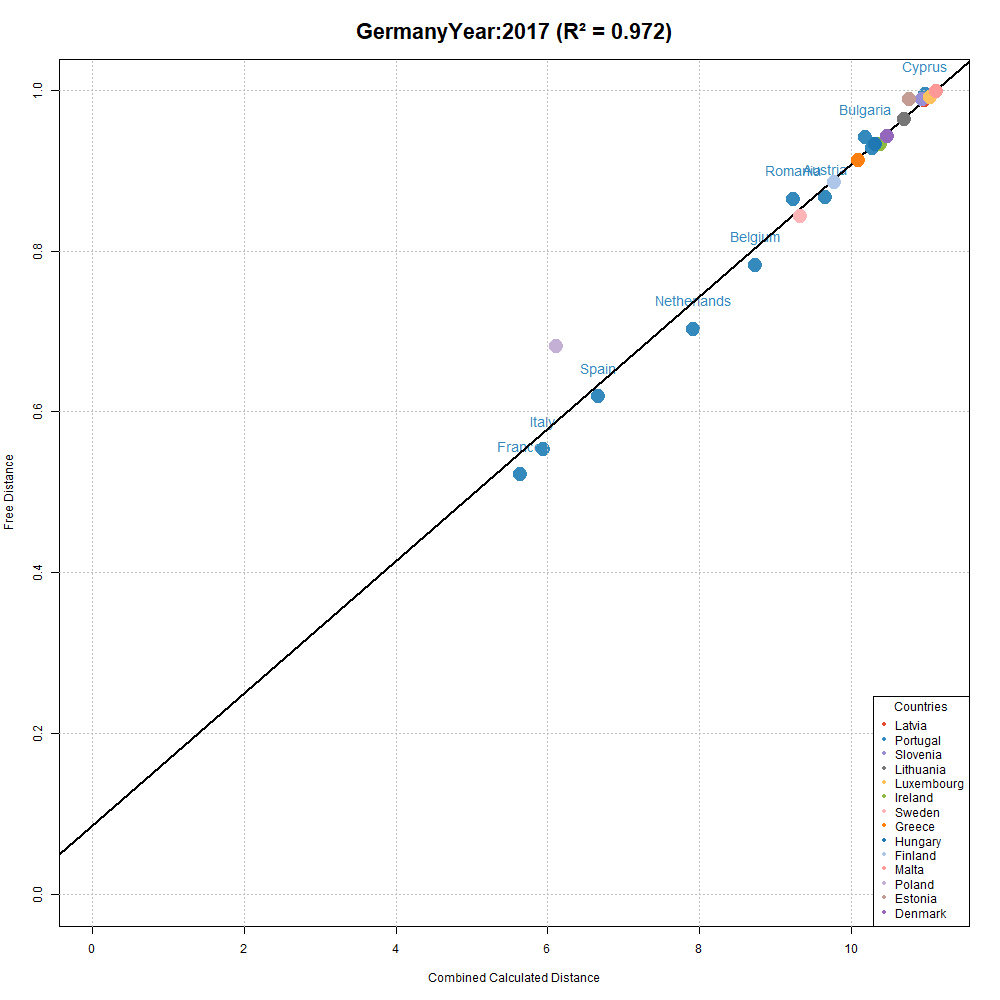 GermanyYear:2017 (R² = 0.972)
Cyprus
Bulgaria
Romania
Austria
Belgium
Netherlands
Spain
Italy
France
Free Distance
0.0
0.2
0.4
0.6
0.8
1.0
0
2
4
6
8
10
Combined Calculated Distance
Countries
Latvia
Portugal
Slovenia
Lithuania
Luxembourg
Ireland
Sweden
Greece
Hungary
Finland
Malta
Poland
Estonia
Denmark